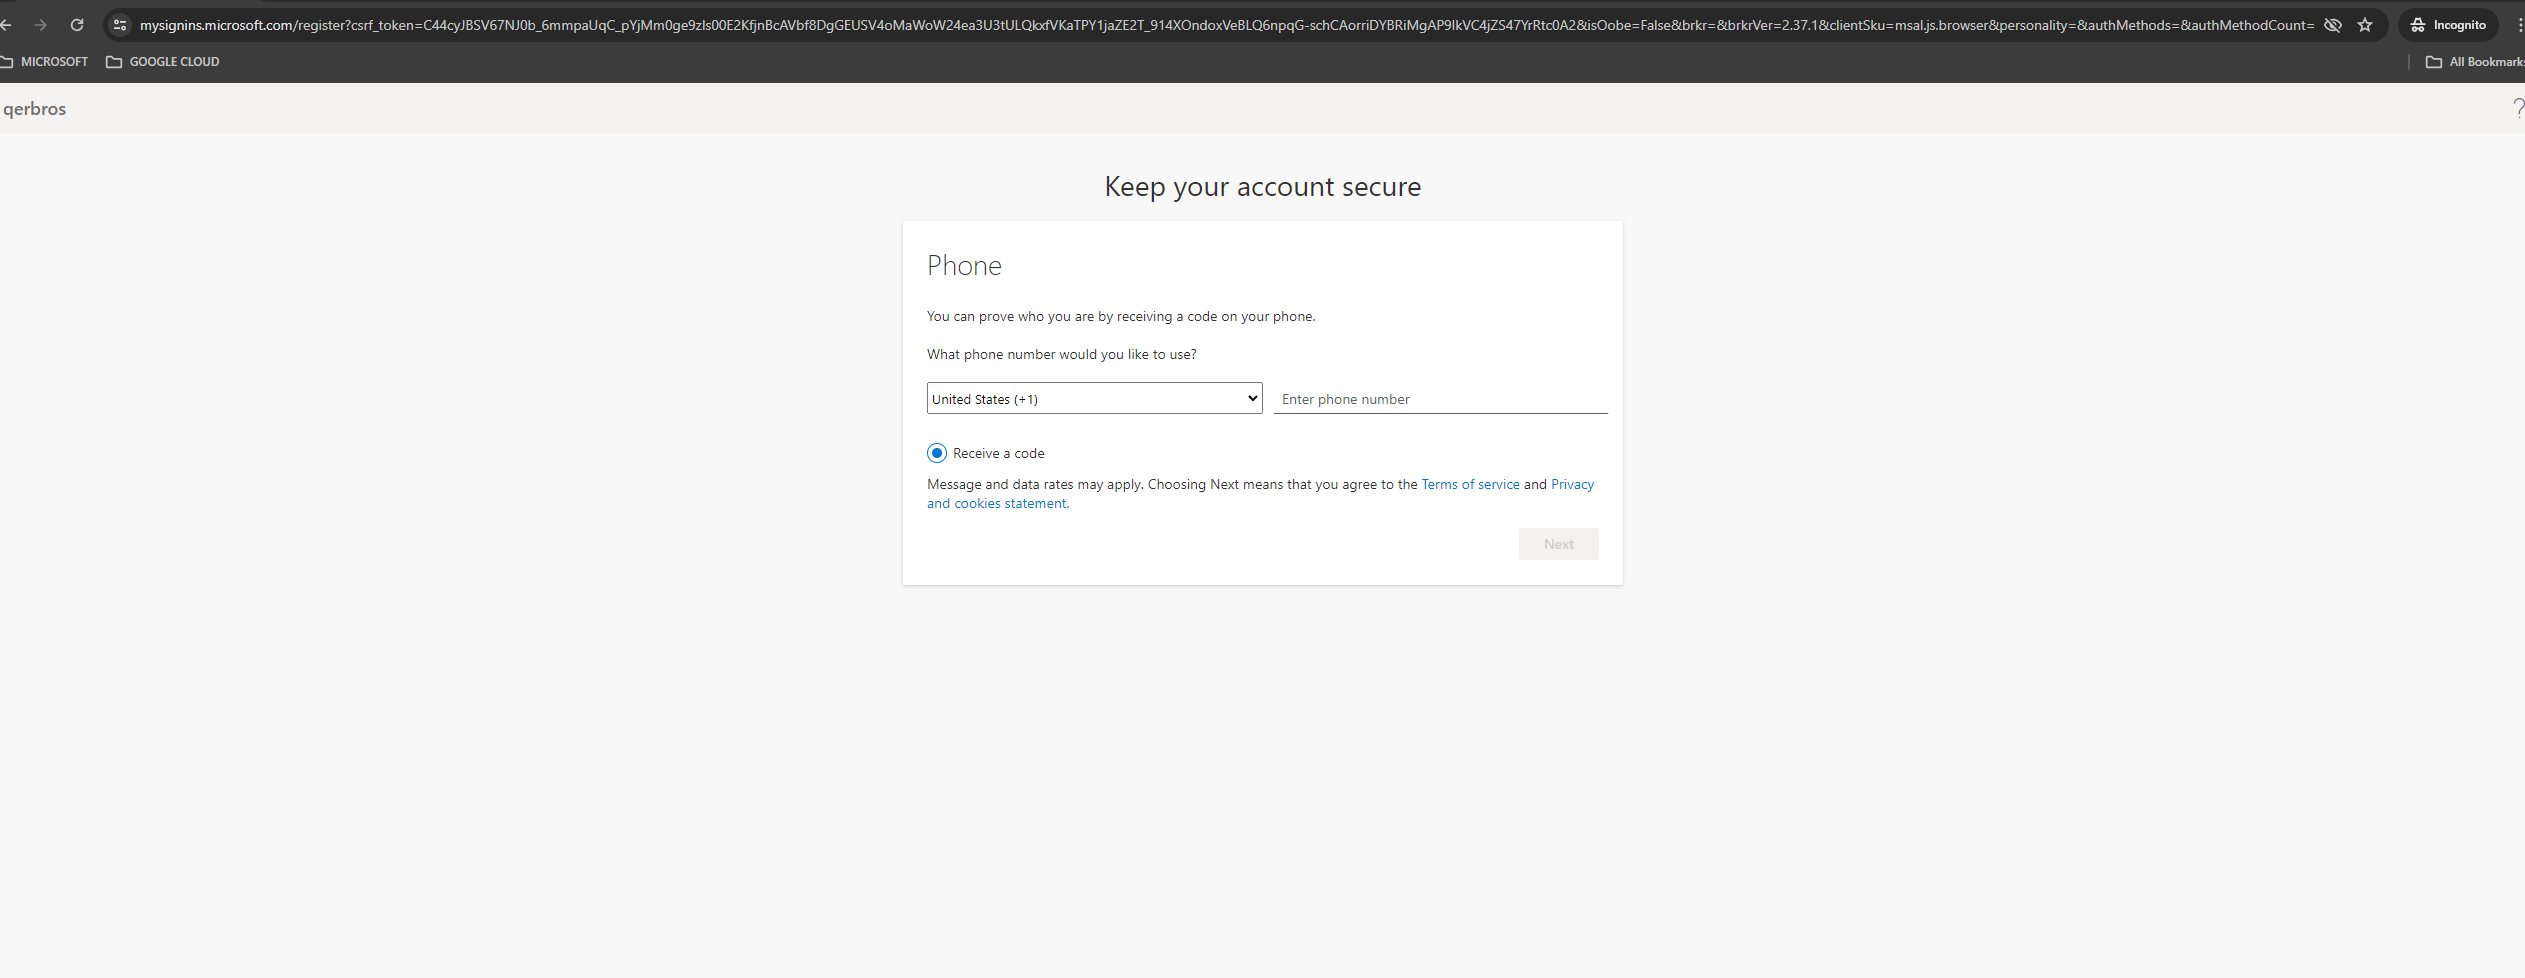 mysignins.microsoft.com/register?csrf_token=C44cyJBSV67NJ0b_6mmpaUqC_pYjMm0ge9zIs00E2KfjnBcAVbf8DgGEUSV4oMaWoW24ea3U3tULQkxfVKaTPY1jaZE2T_914XOndoxVeBLQ6npqG-schCAorriDYBRiMgAP9IkVC4jZS47YrRtc0A2&isOobe=False&brkr=&brkrVer=2.37.1&clientSku=msal.js.browser&personality=&authMethods=&authMethodCount=
Incognito
MICROSOFT
GOOGLE CLOUD
All Bookmarks
qerbros
?
Keep your account secure
Phone
You can prove who you are by receiving a code on your phone.
What phone number would you like to use?
United States (+1)
Enter phone number
Receive a code
Message and data rates may apply. Choosing Next means that you agree to the Terms of service and Privacy
and cookies statement.
Next